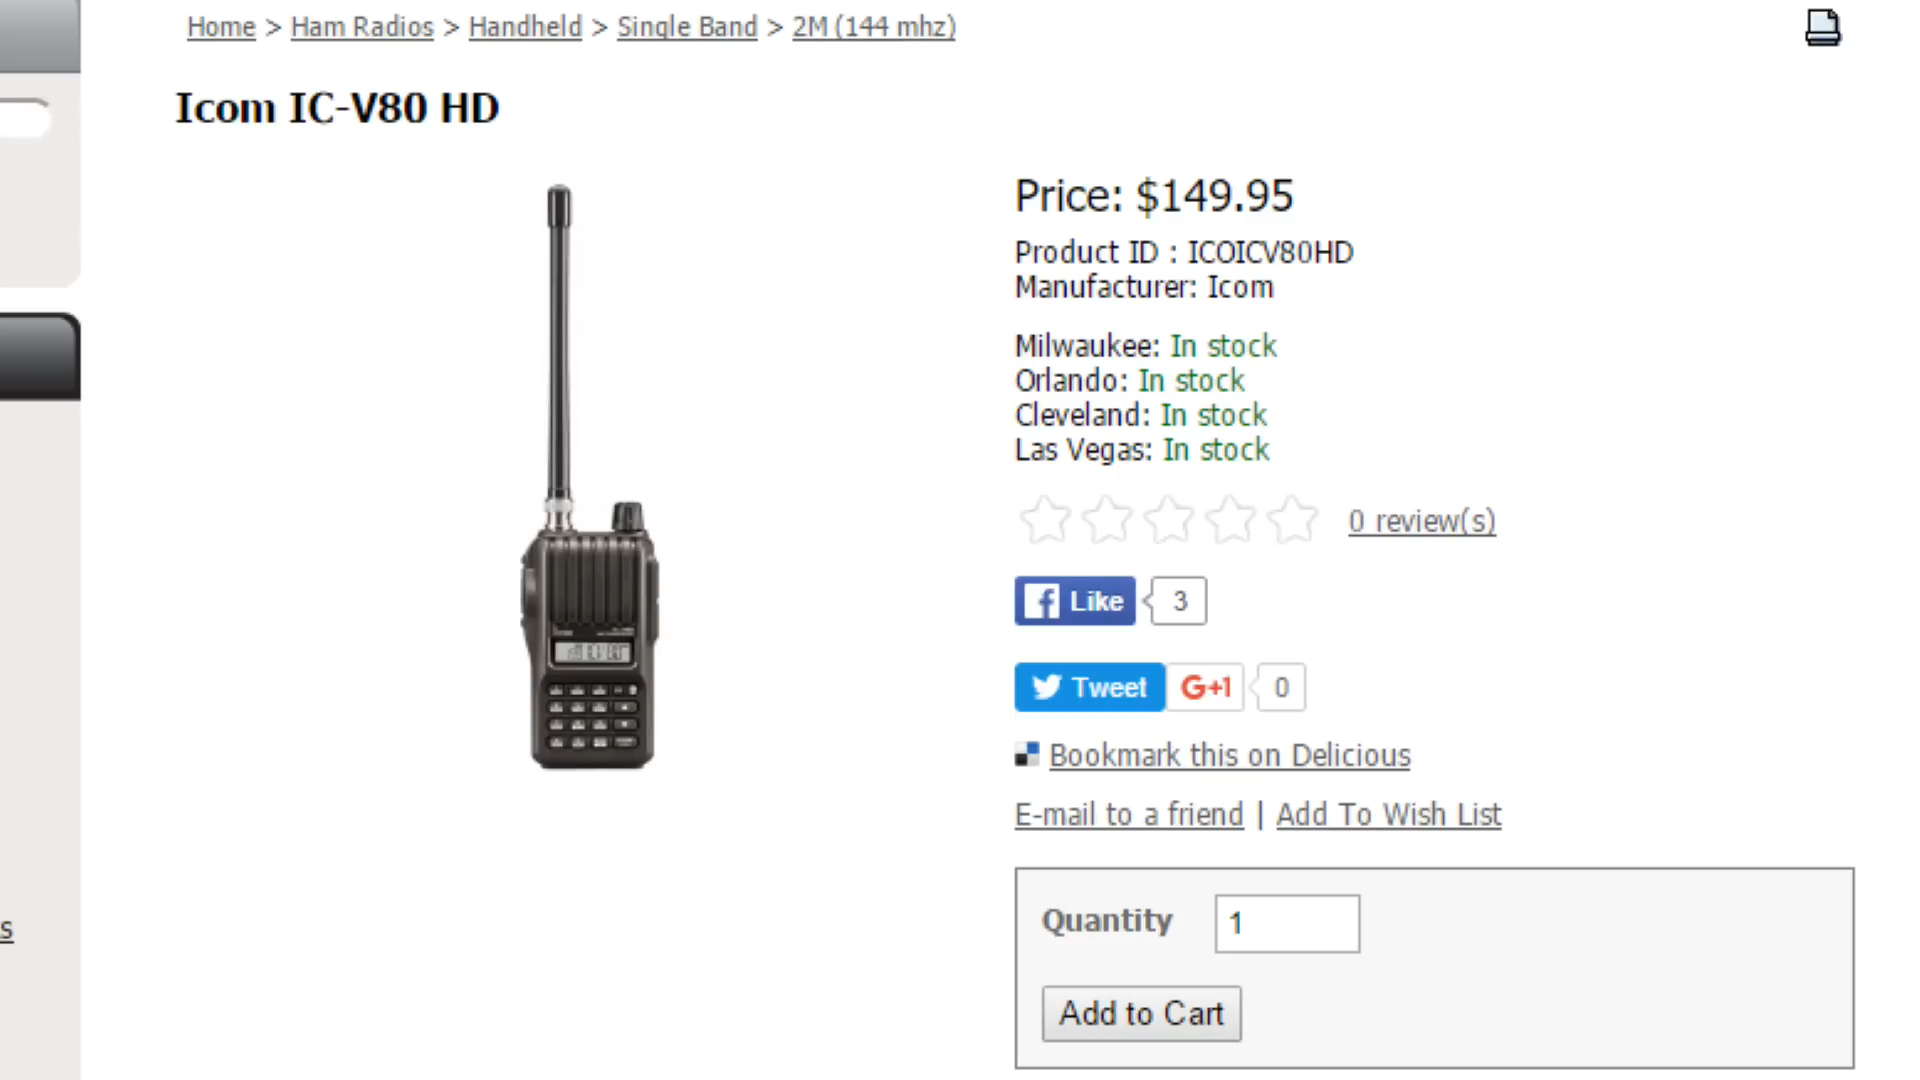 Home > Ham Radios > Handheld > Single Band > 2M (144 mhz)
Icom IC-V80 HD
Price: $149.95
Product ID : ICOICV80HD
Manufacturer: Icom
Milwaukee: In stock
Orlando: In stock
Cleveland: In stock
Las Vegas: In stock
0 review(s)
Like 3
Tweet G+1 0
Bookmark this on Delicious
E-mail to a friend | Add To Wish List
s
Quantity 1
Add to Cart